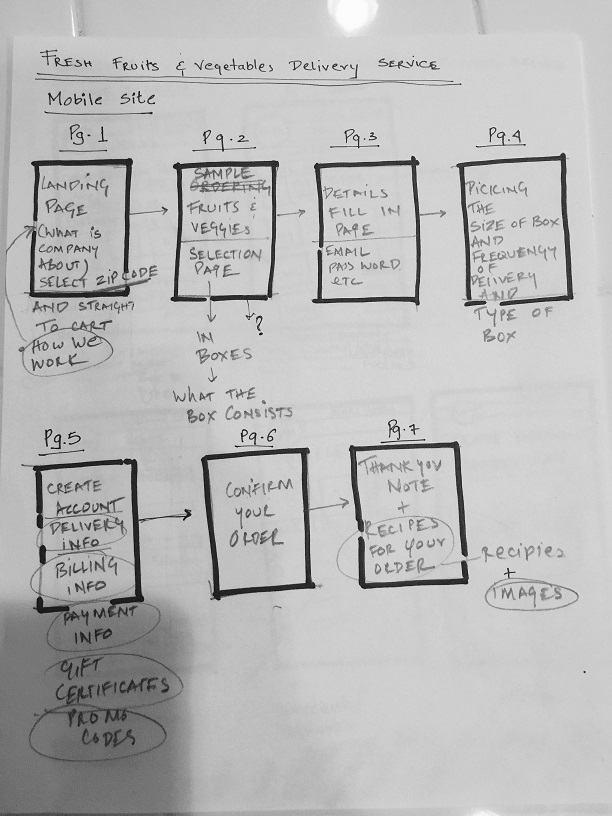 FRESH FRUITS & Vegetables Delivery SERVICE
Mobile Site
Pg. 1
LANDING
PAGE
(WHAT IS
COMPANY
ABOUT)
SELECT ZIP CODE
AND STRAIGHT
TO CART
HOW WE
WORK
Pg. 2
SAMPLE
ORDERING
FRUITS &
VEGGIES
SELECTION
PAGE
IN
BOXES
WHAT THE
BOX CONSISTS
?
Pg. 3
DETAILS
FILL IN
PAGE
EMAIL
PASS WORD
etc
Pg. 4
PICKING
THE
SIZE OF BOX
AND
FREQUENGY
OF
DELIVERY
AND
TYPE OF
BOX
Pg. 5
CREATE
ACCOUNT
DELIVERY
INFO
BILLING
INFO
PAYMENT
INFO
GIFT
CERTIFICATES
PROMO
CODES
Pg. 6
CONFIRM
YOUR
ORDER
Pg. 7
THANK YOU
NOTE
+
RECIPES
FOR YOUR
ORDER
Recipies
+
IMAGES